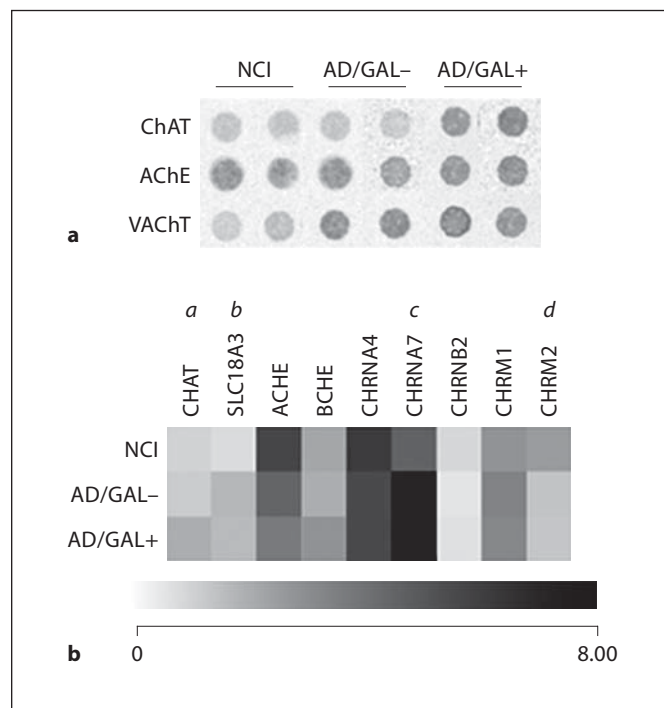 NCI AD/GAL– AD/GAL+
ChAT
AChE
VAChT
a
a b c d
CHAT SLC18A3 ACHE BCHE CHRNA4 CHRNA7 CHRNB2 CHRM1 CHRM2
NCI
AD/GAL–
AD/GAL+
b 0 8.00